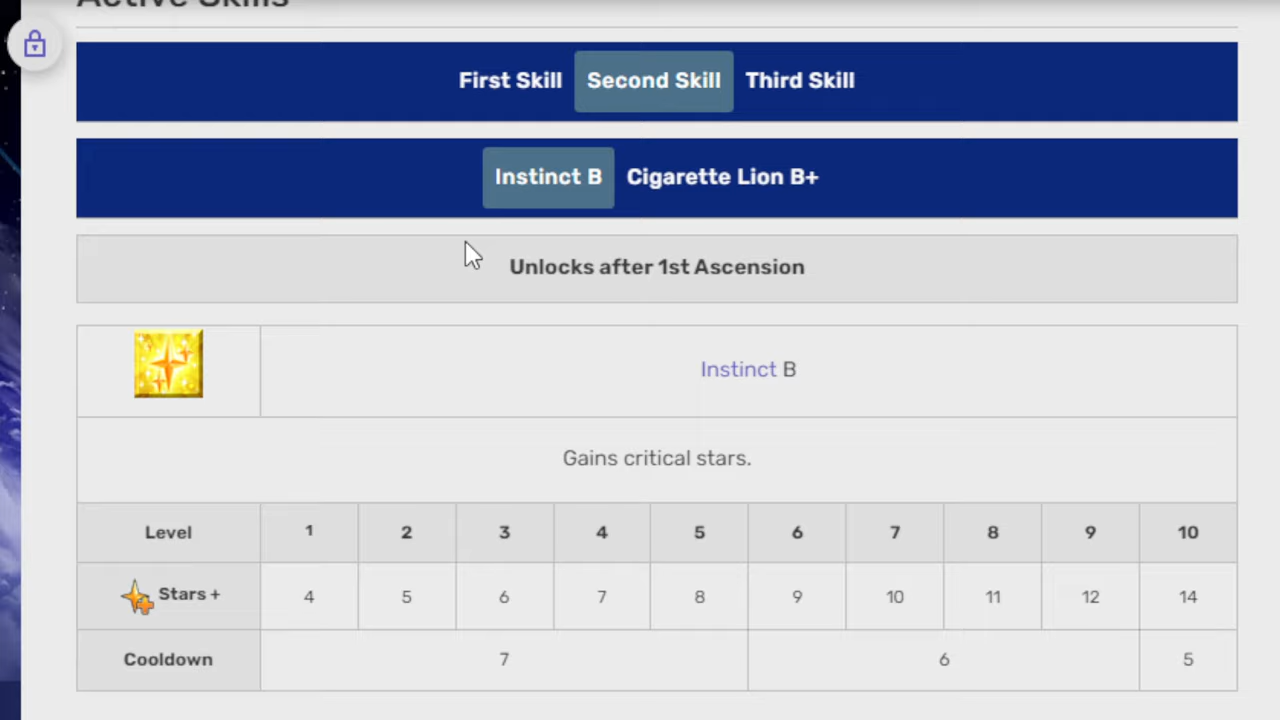 Active Skills
First Skill Second Skill Third Skill
Instinct B Cigarette Lion B+
Unlocks after 1st Ascension
Instinct B
Gains critical stars.
Level 1 2 3 4 5 6 7 8 9 10
Stars + 4 5 6 7 8 9 10 11 12 14
Cooldown 7 6 5